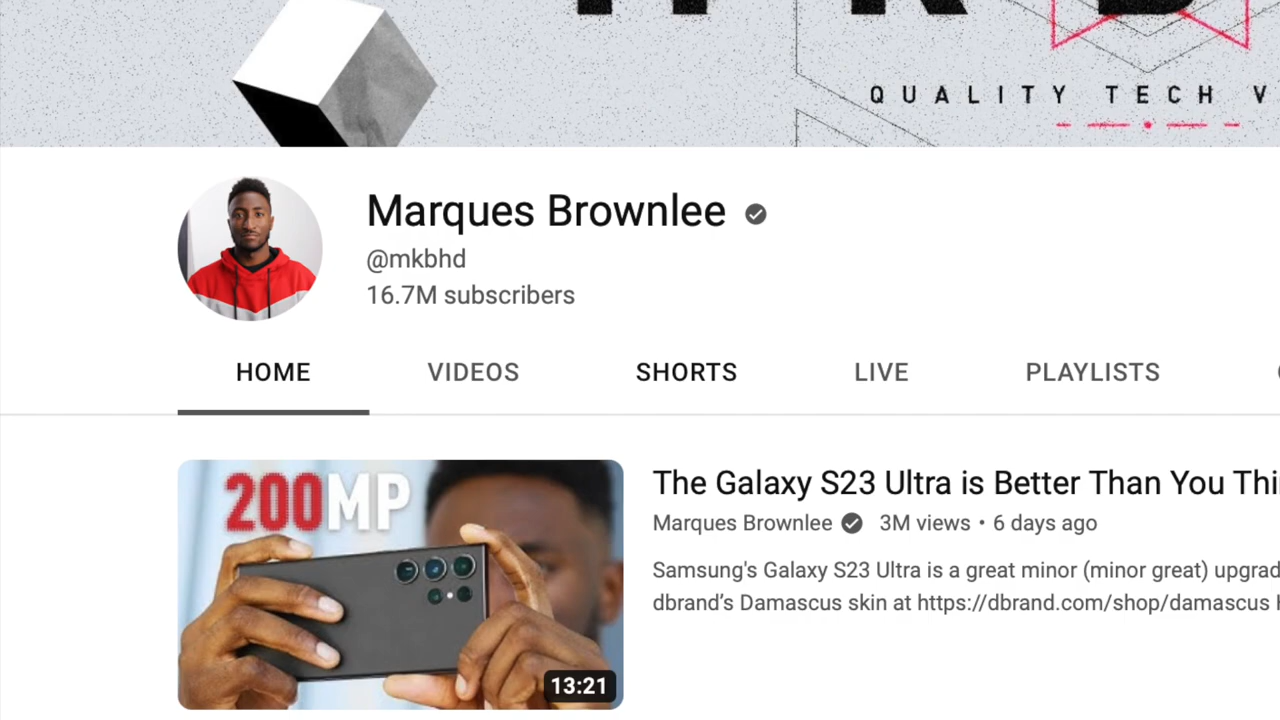 QUALITY TECH V
Marques Brownlee
@mkbhd
16.7M subscribers
HOME VIDEOS SHORTS LIVE PLAYLISTS
200MP
13:21
The Galaxy S23 Ultra is Better Than You Thi
Marques Brownlee 3M views • 6 days ago
Samsung's Galaxy S23 Ultra is a great minor (minor great) upgrad
dbrand’s Damascus skin at https://dbrand.com/shop/damascus